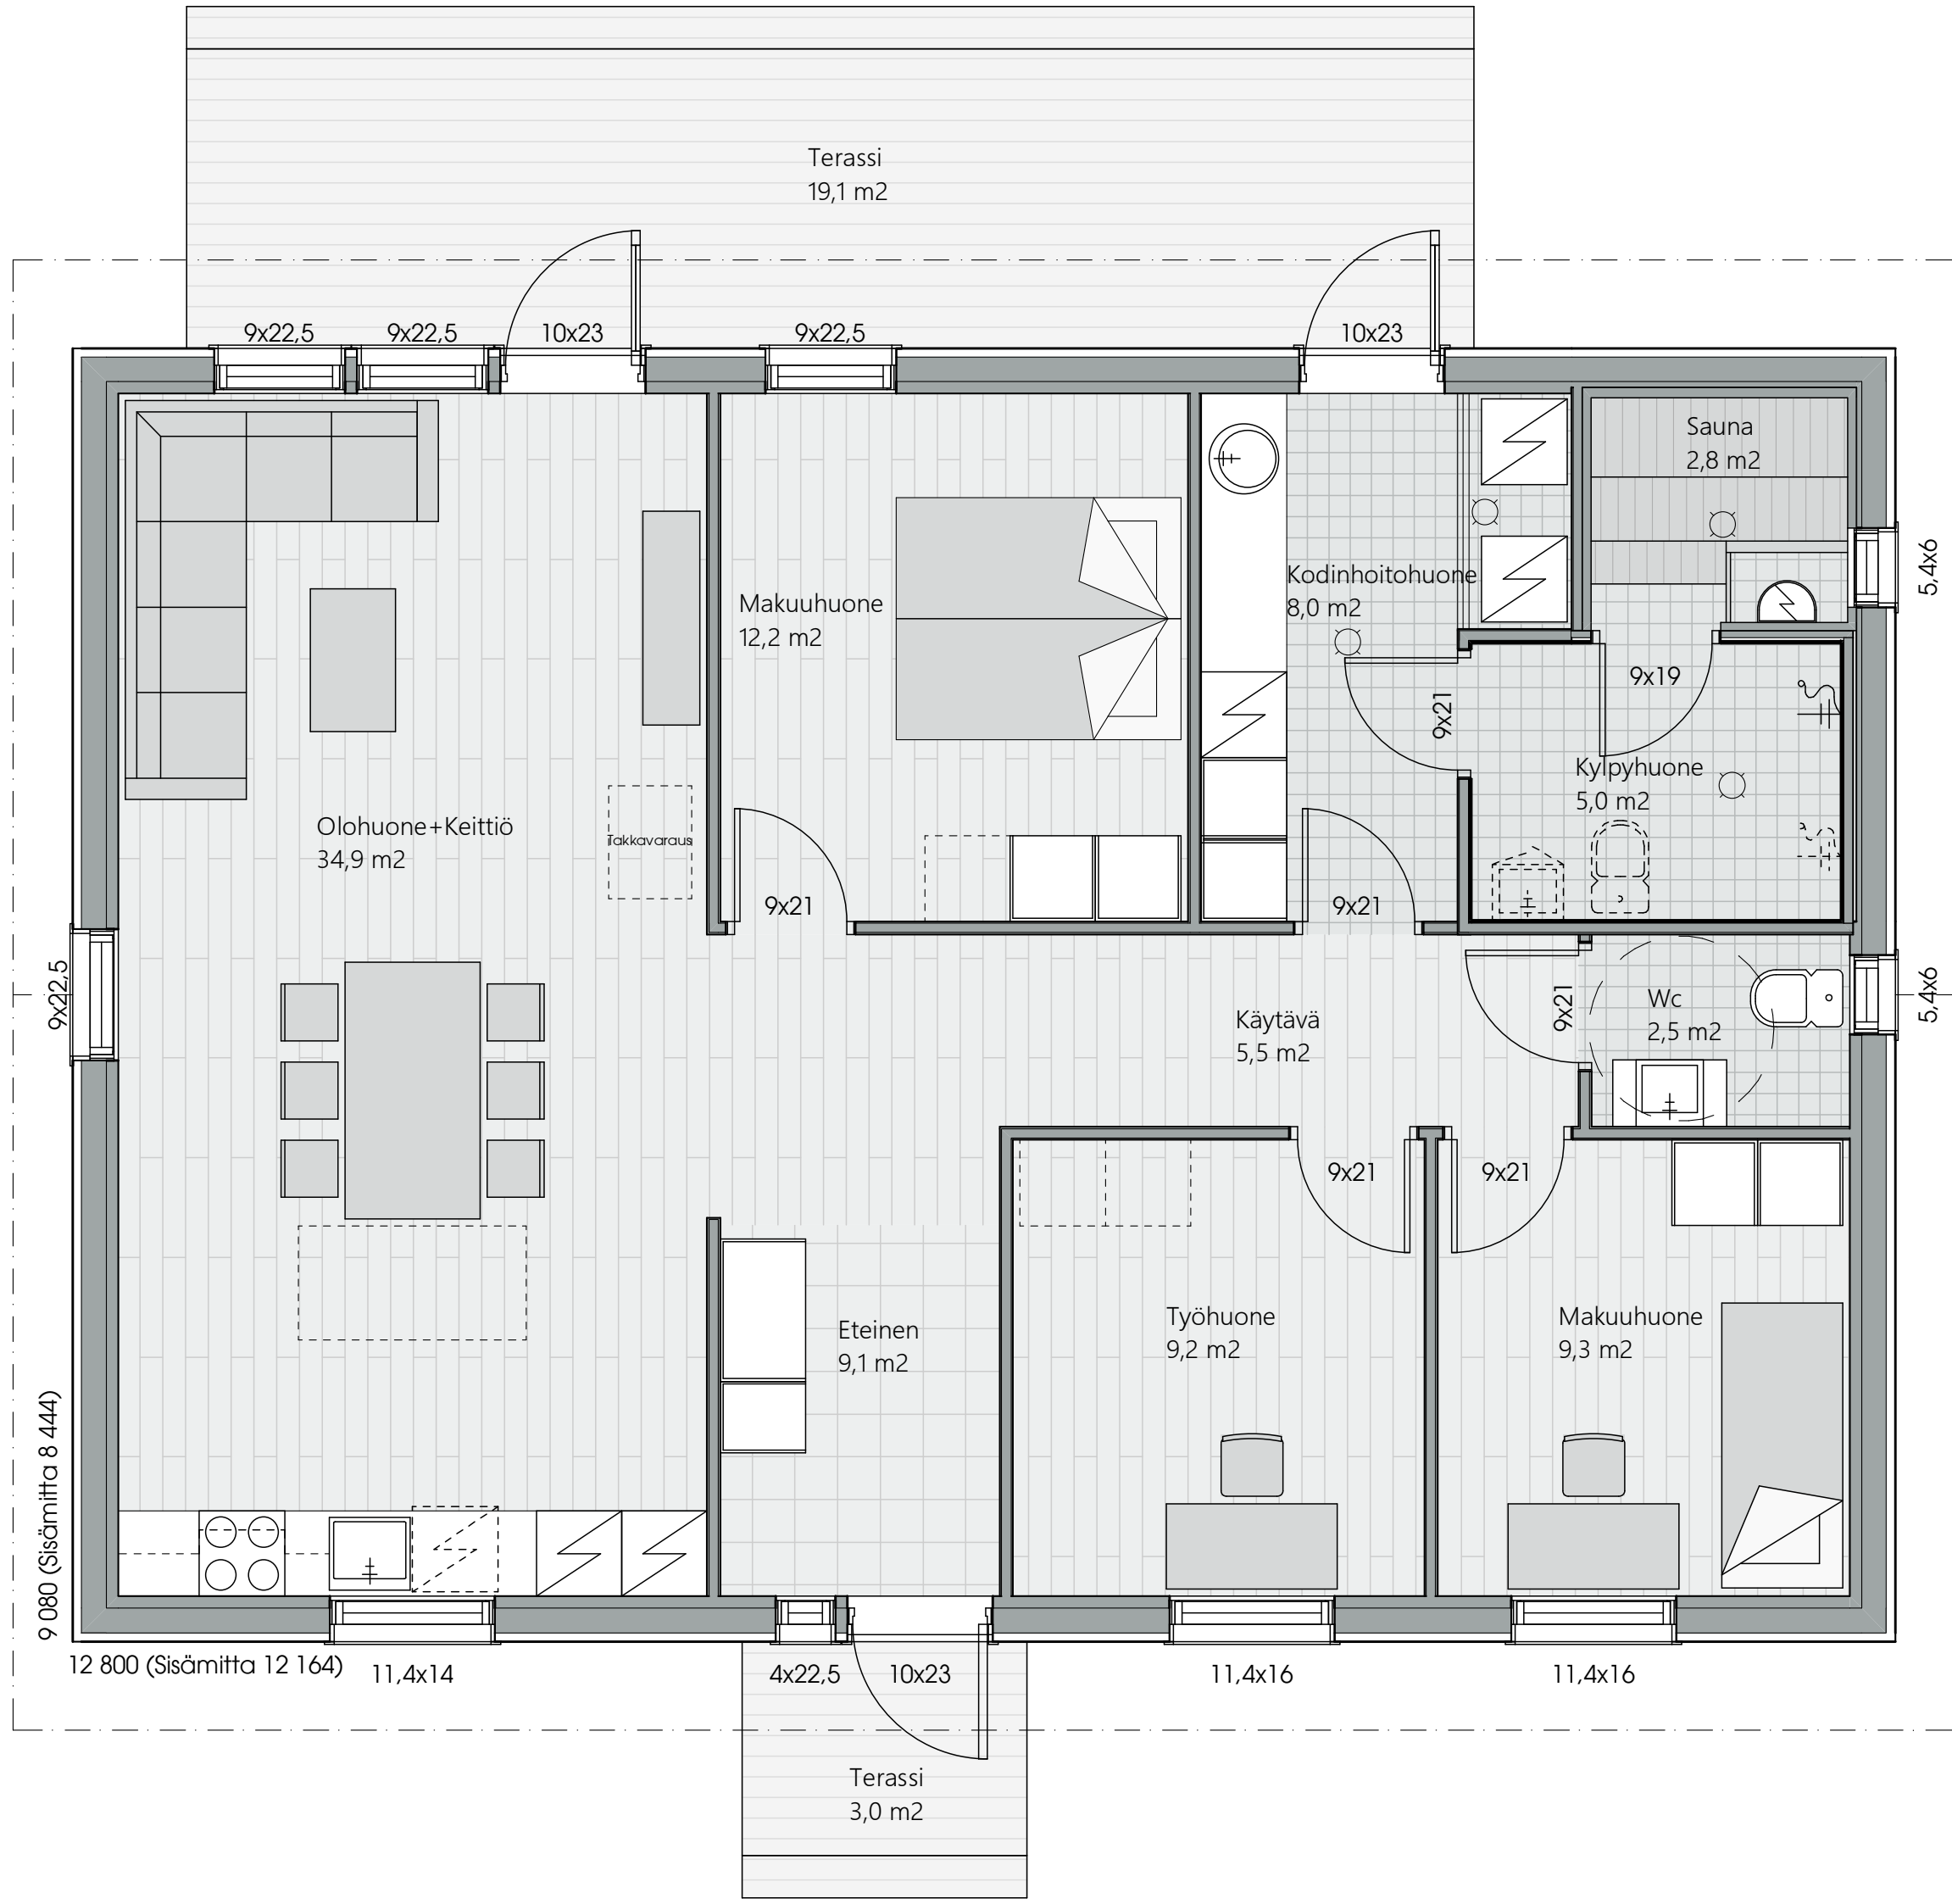 Terassi
19,1 m2
9x22,5
9x22,5
10x23
9x22,5
10x23
Sauna
2,8 m2
5,4x6
Kodinhoitohuone
8,0 m2
Makuuhuone
12,2 m2
9x19
9x21
Kylpyhuone
5,0 m2
Olohuone+Keittiö
34,9 m2
Takkavaraus
9x21
9x21
9x22,5
Käytävä
5,5 m2
9x21
Wc
2,5 m2
5,4x6
9x21
9x21
Eteinen
9,1 m2
Työhuone
9,2 m2
Makuuhuone
9,3 m2
9 080 (Sisämitta 8 444)
12 800 (Sisämitta 12 164)
11,4x14
4x22,5
10x23
11,4x16
11,4x16
Terassi
3,0 m2